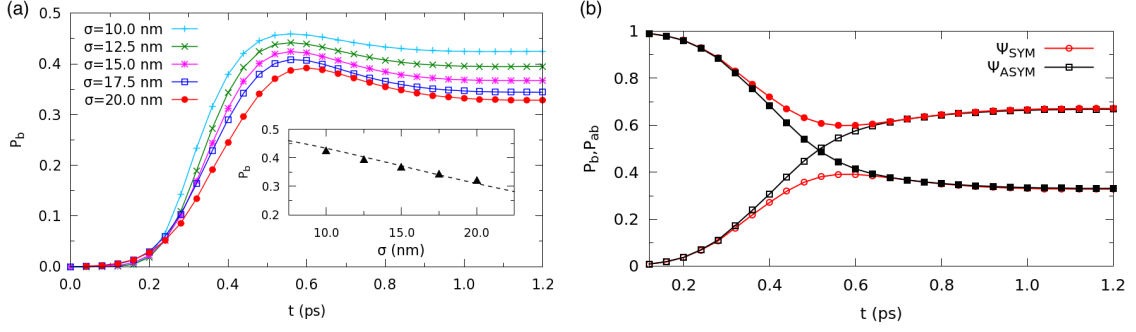 (a)
σ=10.0 nm
σ=12.5 nm
σ=15.0 nm
σ=17.5 nm
σ=20.0 nm
P_b
0.5
0.4
0.3
0.2
0.1
0.0
0.0 0.2 0.4 0.6 0.8 1.0 1.2
t (ps)
P_b
0.5
0.4
0.3
0.2
10.0 15.0 20.0
σ (nm)
(b)
Ψ_SYM
Ψ_ASYM
P_b,P_ab
1
0.8
0.6
0.4
0.2
0
0.2 0.4 0.6 0.8 1.0 1.2
t (ps)